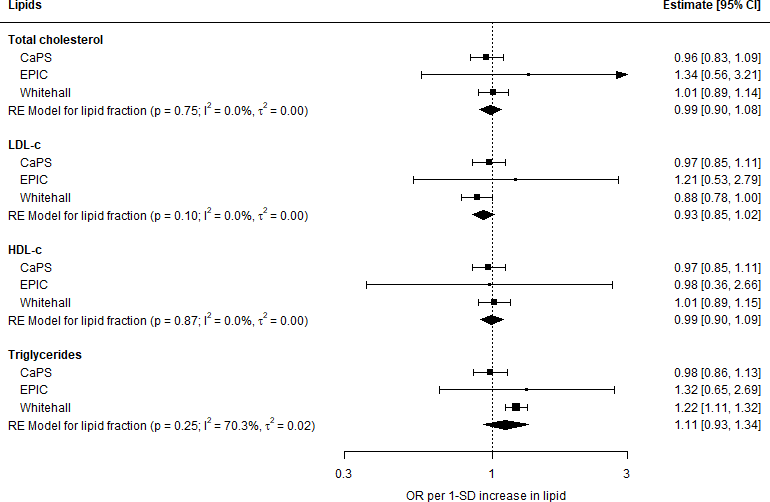 Lipids Estimate [95% CI]
Total cholesterol
CaPS 0.96 [0.83, 1.09]
EPIC 1.34 [0.56, 3.21]
Whitehall 1.01 [0.89, 1.14]
RE Model for lipid fraction (p = 0.75; I² = 0.0%, τ² = 0.00) 0.99 [0.90, 1.08]
LDL-c
CaPS 0.97 [0.85, 1.11]
EPIC 1.21 [0.53, 2.79]
Whitehall 0.88 [0.78, 1.00]
RE Model for lipid fraction (p = 0.10; I² = 0.0%, τ² = 0.00) 0.93 [0.85, 1.02]
HDL-c
CaPS 0.97 [0.85, 1.11]
EPIC 0.98 [0.36, 2.66]
Whitehall 1.01 [0.89, 1.15]
RE Model for lipid fraction (p = 0.87; I² = 0.0%, τ² = 0.00) 0.99 [0.90, 1.09]
Triglycerides
CaPS 0.98 [0.86, 1.13]
EPIC 1.32 [0.65, 2.69]
Whitehall 1.22 [1.11, 1.32]
RE Model for lipid fraction (p = 0.25; I² = 70.3%, τ² = 0.02) 1.11 [0.93, 1.34]
0.3 1 3
OR per 1-SD increase in lipid